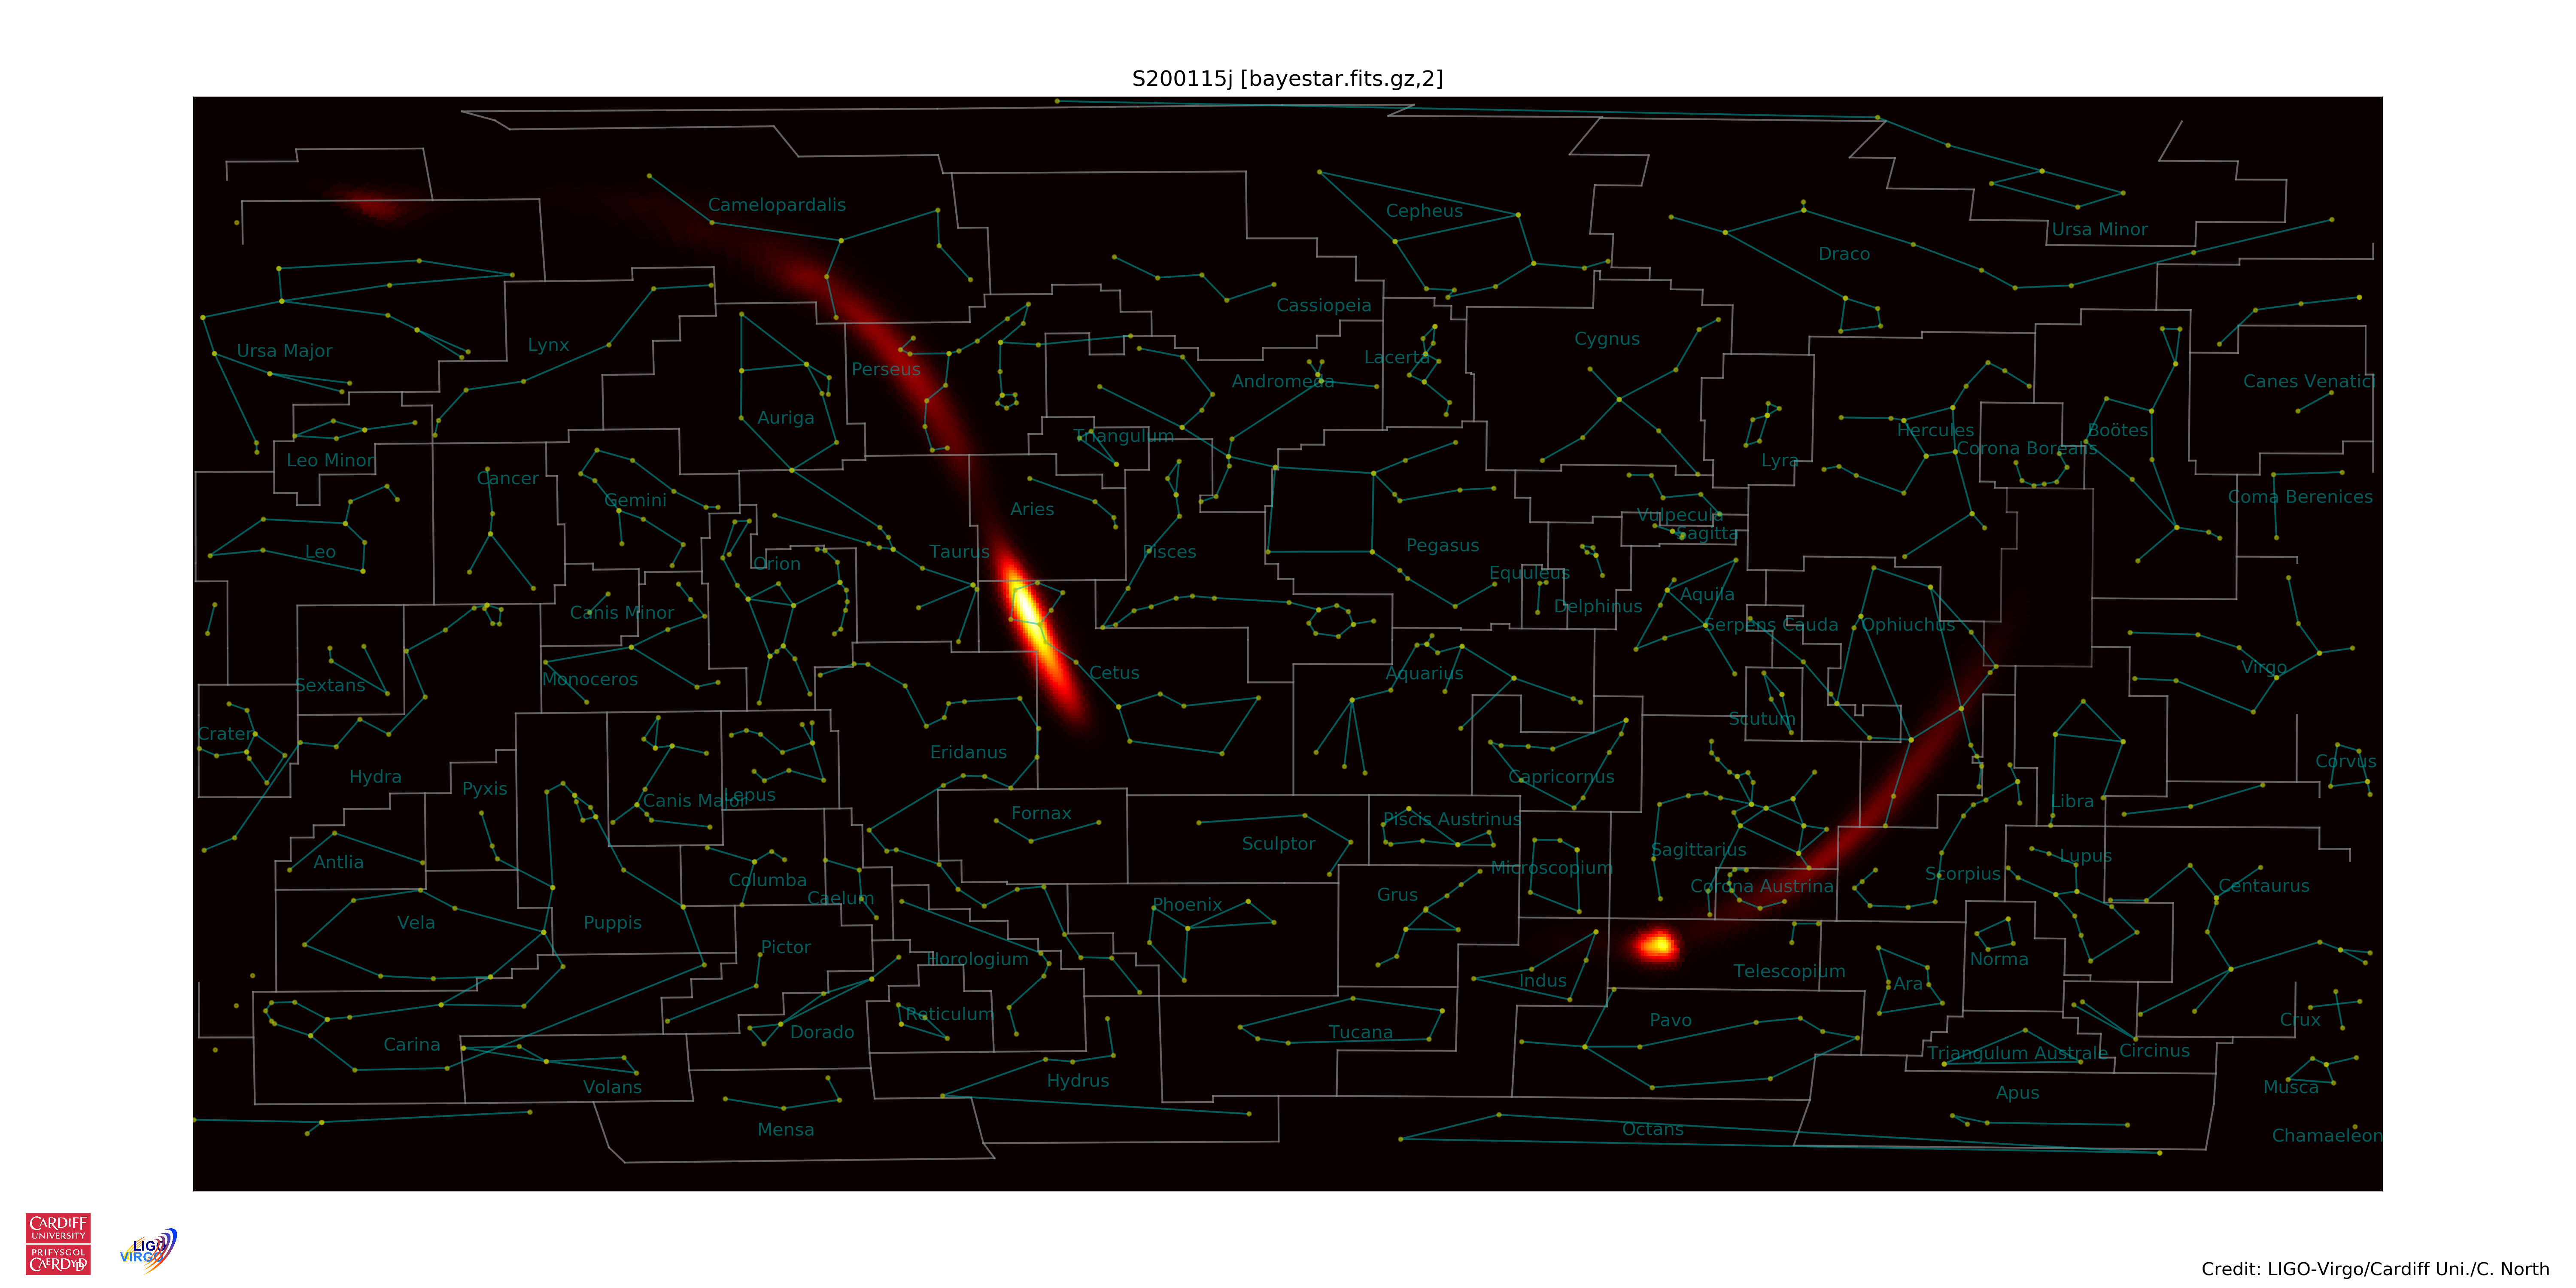 S200115j [bayestar.fits.gz,2]
Camelopardalis
Cepheus
Ursa Minor
Draco
Cassiopeia
Ursa Major
Lynx
Cygnus
Lacerta
Perseus
Andromeda
Canes Venatici
Auriga
Triangulum
Hercules
Boötes
Corona Borealis
Leo Minor
Lyra
Cancer
Gemini
Coma Berenices
Aries
Vulpecula
Sagitta
Leo
Taurus
Pisces
Pegasus
Orion
Equuleus
Canis Minor
Delphinus
Aquila
Serpens Cauda
Ophiuchus
Sextans
Monoceros
Cetus
Aquarius
Virgo
Crater
Scutum
Eridanus
Hydra
Capricornus
Corvus
Pyxis
Canis Major
Lepus
Libra
Fornax
Piscis Austrinus
Sculptor
Sagittarius
Antlia
Microscopium
Lupus
Columba
Scorpius
Corona Austrina
Centaurus
Caelum
Grus
Phoenix
Vela
Puppis
Pictor
Horologium
Norma
Telescopium
Indus
Ara
Reticulum
Pavo
Crux
Carina
Dorado
Tucana
Triangulum Australe
Circinus
Volans
Hydrus
Musca
Apus
Mensa
Octans
Chamaeleon
CARDIFF
UNIVERSITY
PRIFYSGOL
CAERDYDD
LIGO
VIRGO
Credit: LIGO-Virgo/Cardiff Uni./C. North